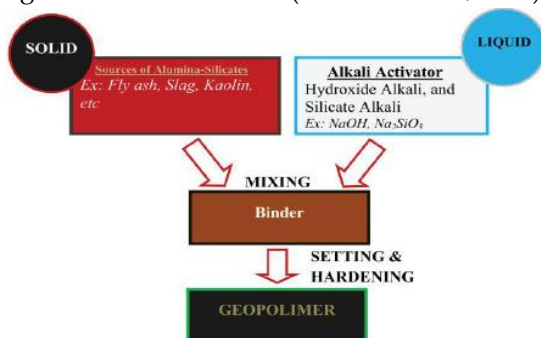 SOLID
LIQUID
Sources of Alumina-Silicates
Ex: Fly ash, Slag, Kaolin,
etc
Alkali Activator
Hydroxide Alkali, and
Silicate Alkali
Ex: NaOH, Na₂SiO₃
MIXING
Binder
SETTING &
HARDENING
GEOPOLIMER